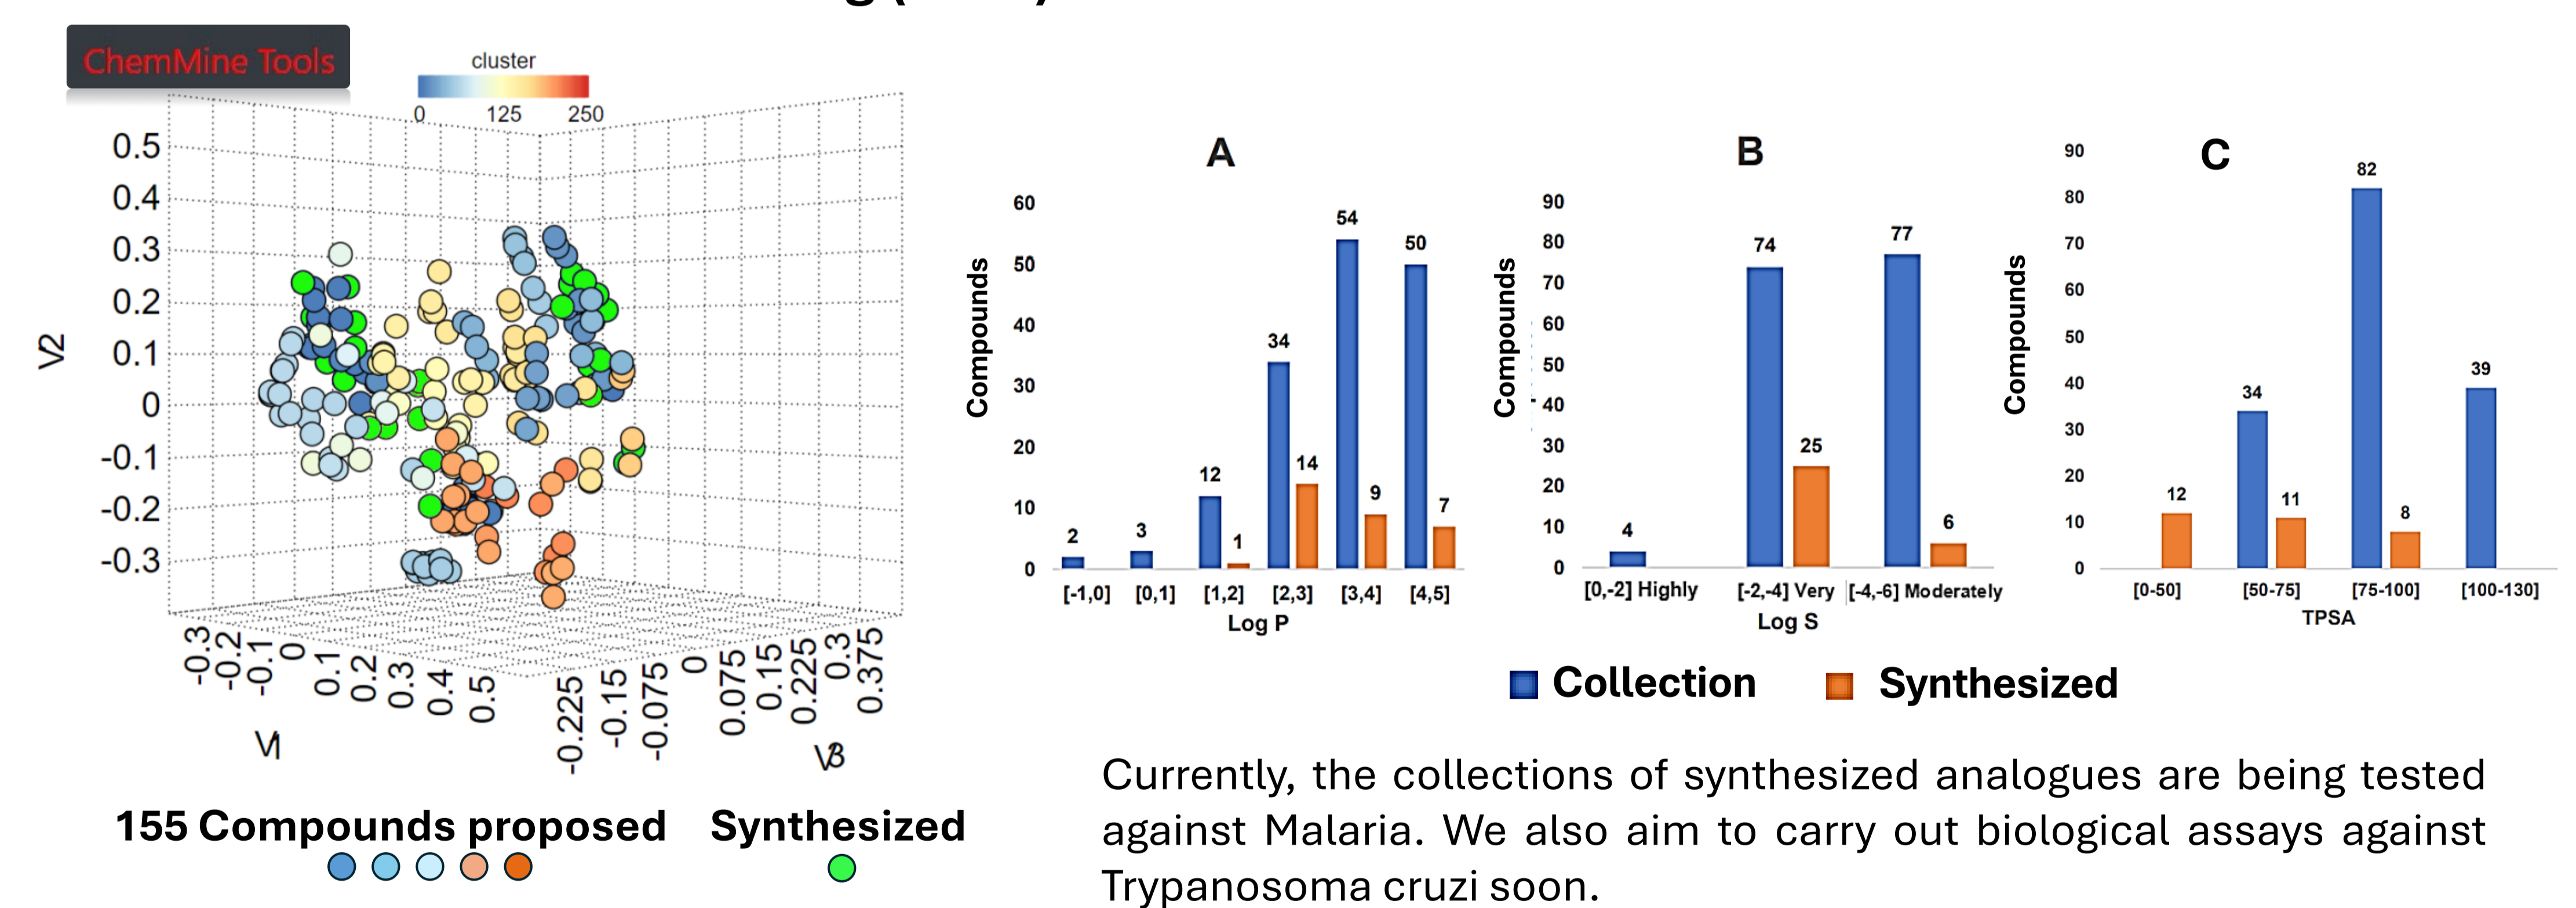 ChemMine Tools
cluster
0 125 250
0.5
0.4
0.3
0.2
0.1
0
-0.1
-0.2
-0.3
V2
-0.3 -0.2 -0.1 0 0.1 0.2 0.3 0.4 0.5
V1
-0.225 -0.15 -0.075 0 0.075 0.15 0.225 0.3 0.375
V3
155 Compounds proposed
Synthesized
A
Compounds
60
50
40
30
20
10
0
2 3 12 1 34 14 54 9 50 7
[-1,0] [0,1] [1,2] [2,3] [3,4] [4,5]
Log P
B
Compounds
90
80
70
60
50
40
30
20
10
0
4 74 25 77 6
[0,-2] Highly [-2,-4] Very [-4,-6] Moderately
Log S
C
Compounds
90
80
70
60
50
40
30
20
10
0
12 34 11 82 8 39
[0-50] [50-75] [75-100] [100-130]
TPSA
Collection Synthesized
Currently, the collections of synthesized analogues are being tested
against Malaria. We also aim to carry out biological assays against
Trypanosoma cruzi soon.